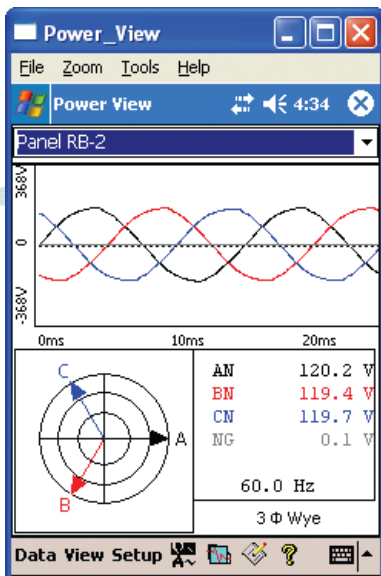 Power_View
File Zoom Tools Help
Power View 4:34
Panel RB-2
368V
0
-368V
0ms 10ms 20ms
C
A
B
AN 120.2 V
BN 119.4 V
CN 119.7 V
NG 0.1 V
60.0 Hz
3 Φ Wye
Data View Setup